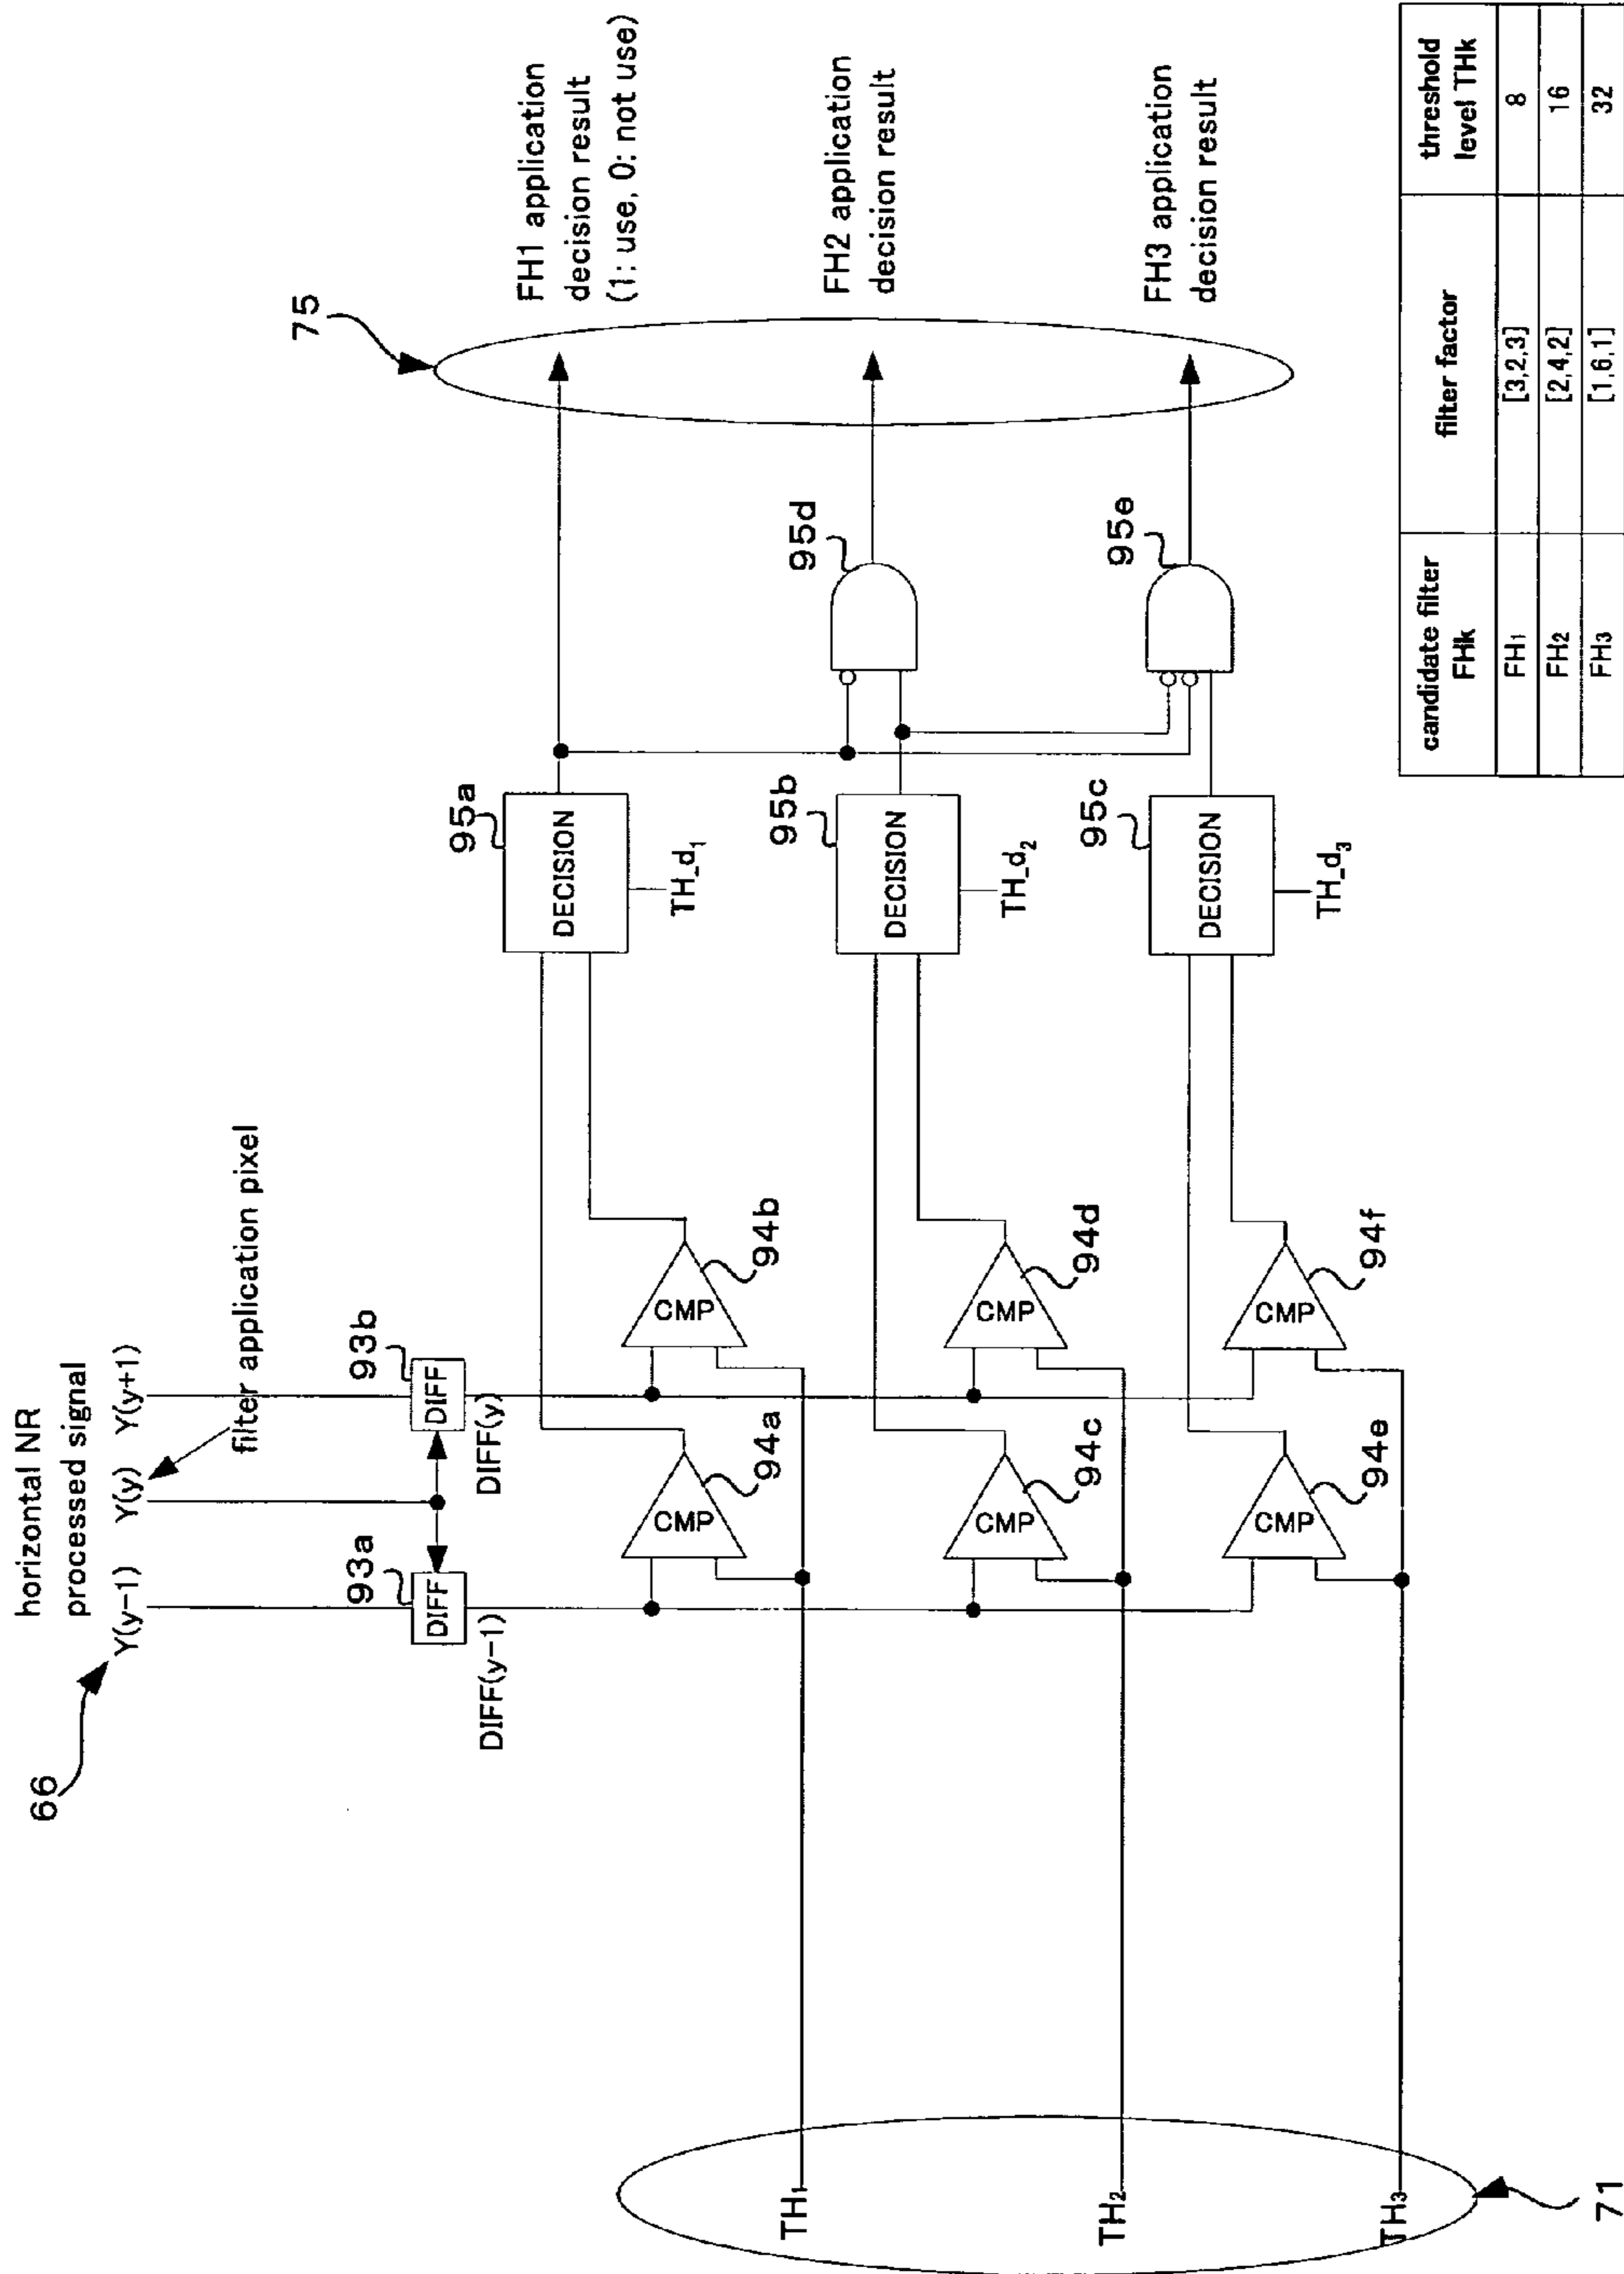 horizontal NR
processed signal
66
Y(y-1)
Y(y)
Y(y+1)
filter application pixel
93a
DIFF
93b
DIFF
DIFF(y-1)
DIFF(y)
CMP
94a
CMP
94b
CMP
94c
CMP
94d
CMP
94e
CMP
94f
TH1
TH2
TH3
71
95a
DECISION
TH_d1
95b
DECISION
TH_d2
95c
DECISION
TH_d3
95d
95e
75
FH1 application
decision result
(1: use, 0: not use)
FH2 application
decision result
FH3 application
decision result
candidate filter FHk | filter factor | threshold level THk
FH1 | [3,2,3] | 8
FH2 | [2,4,2] | 16
FH3 | [1,6,1] | 32